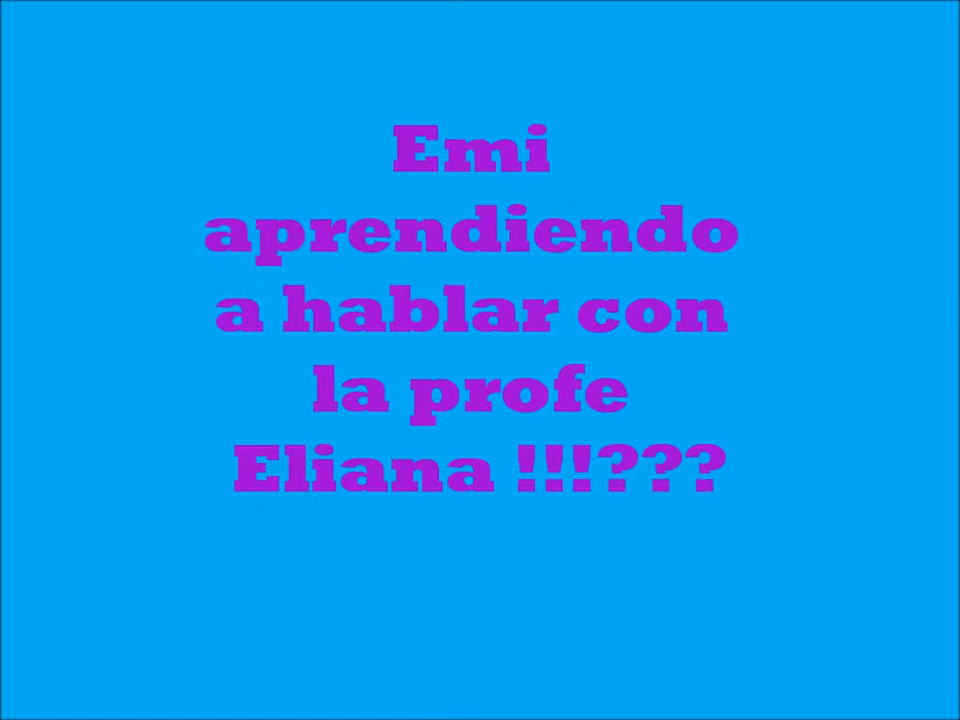 Emi
aprendiendo
a hablar con
la profe
Eliana !!!???